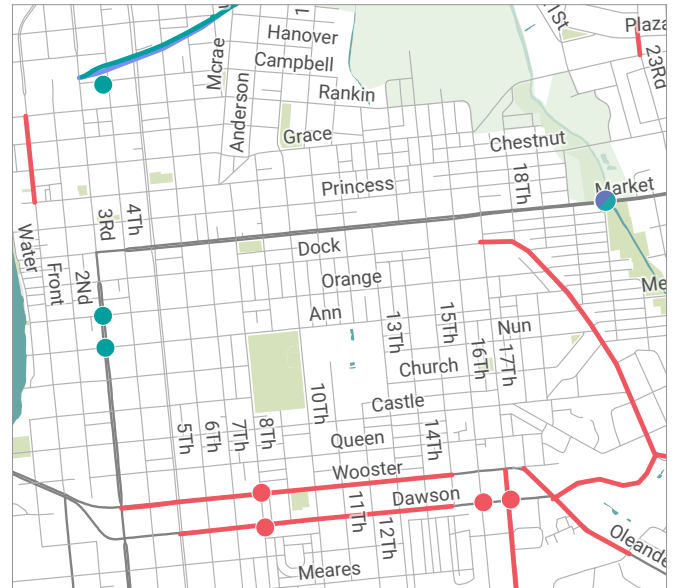 1
1St
Plaza
Hanover
Mcrae
Campbell
23Rd
Rankin
Anderson
Grace
Chestnut
Princess
18Th
Market
3Rd
4Th
Water
Dock
Front
2Nd
Orange
Me
Ann
13Th
15Th
Nun
16Th
17Th
Church
10Th
Castle
5Th
6Th
7Th
8Th
14Th
Queen
Wooster
Dawson
11Th
12Th
Oleande
Meares